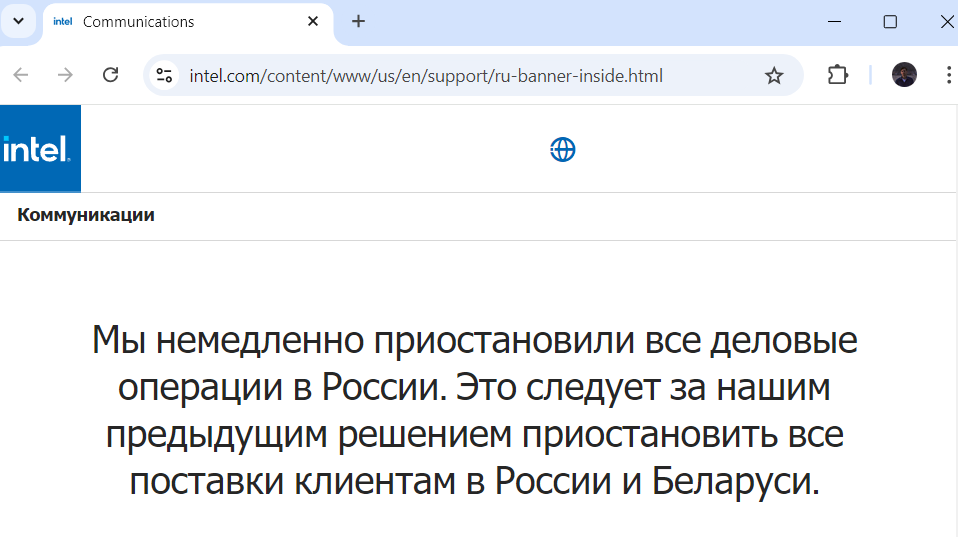 intel Communications
intel.com/content/www/us/en/support/ru-banner-inside.html
intel.
Коммуникации
Мы немедленно приостановили все деловые
операции в России. Это следует за нашим
предыдущим решением приостановить все
поставки клиентам в России и Беларуси.